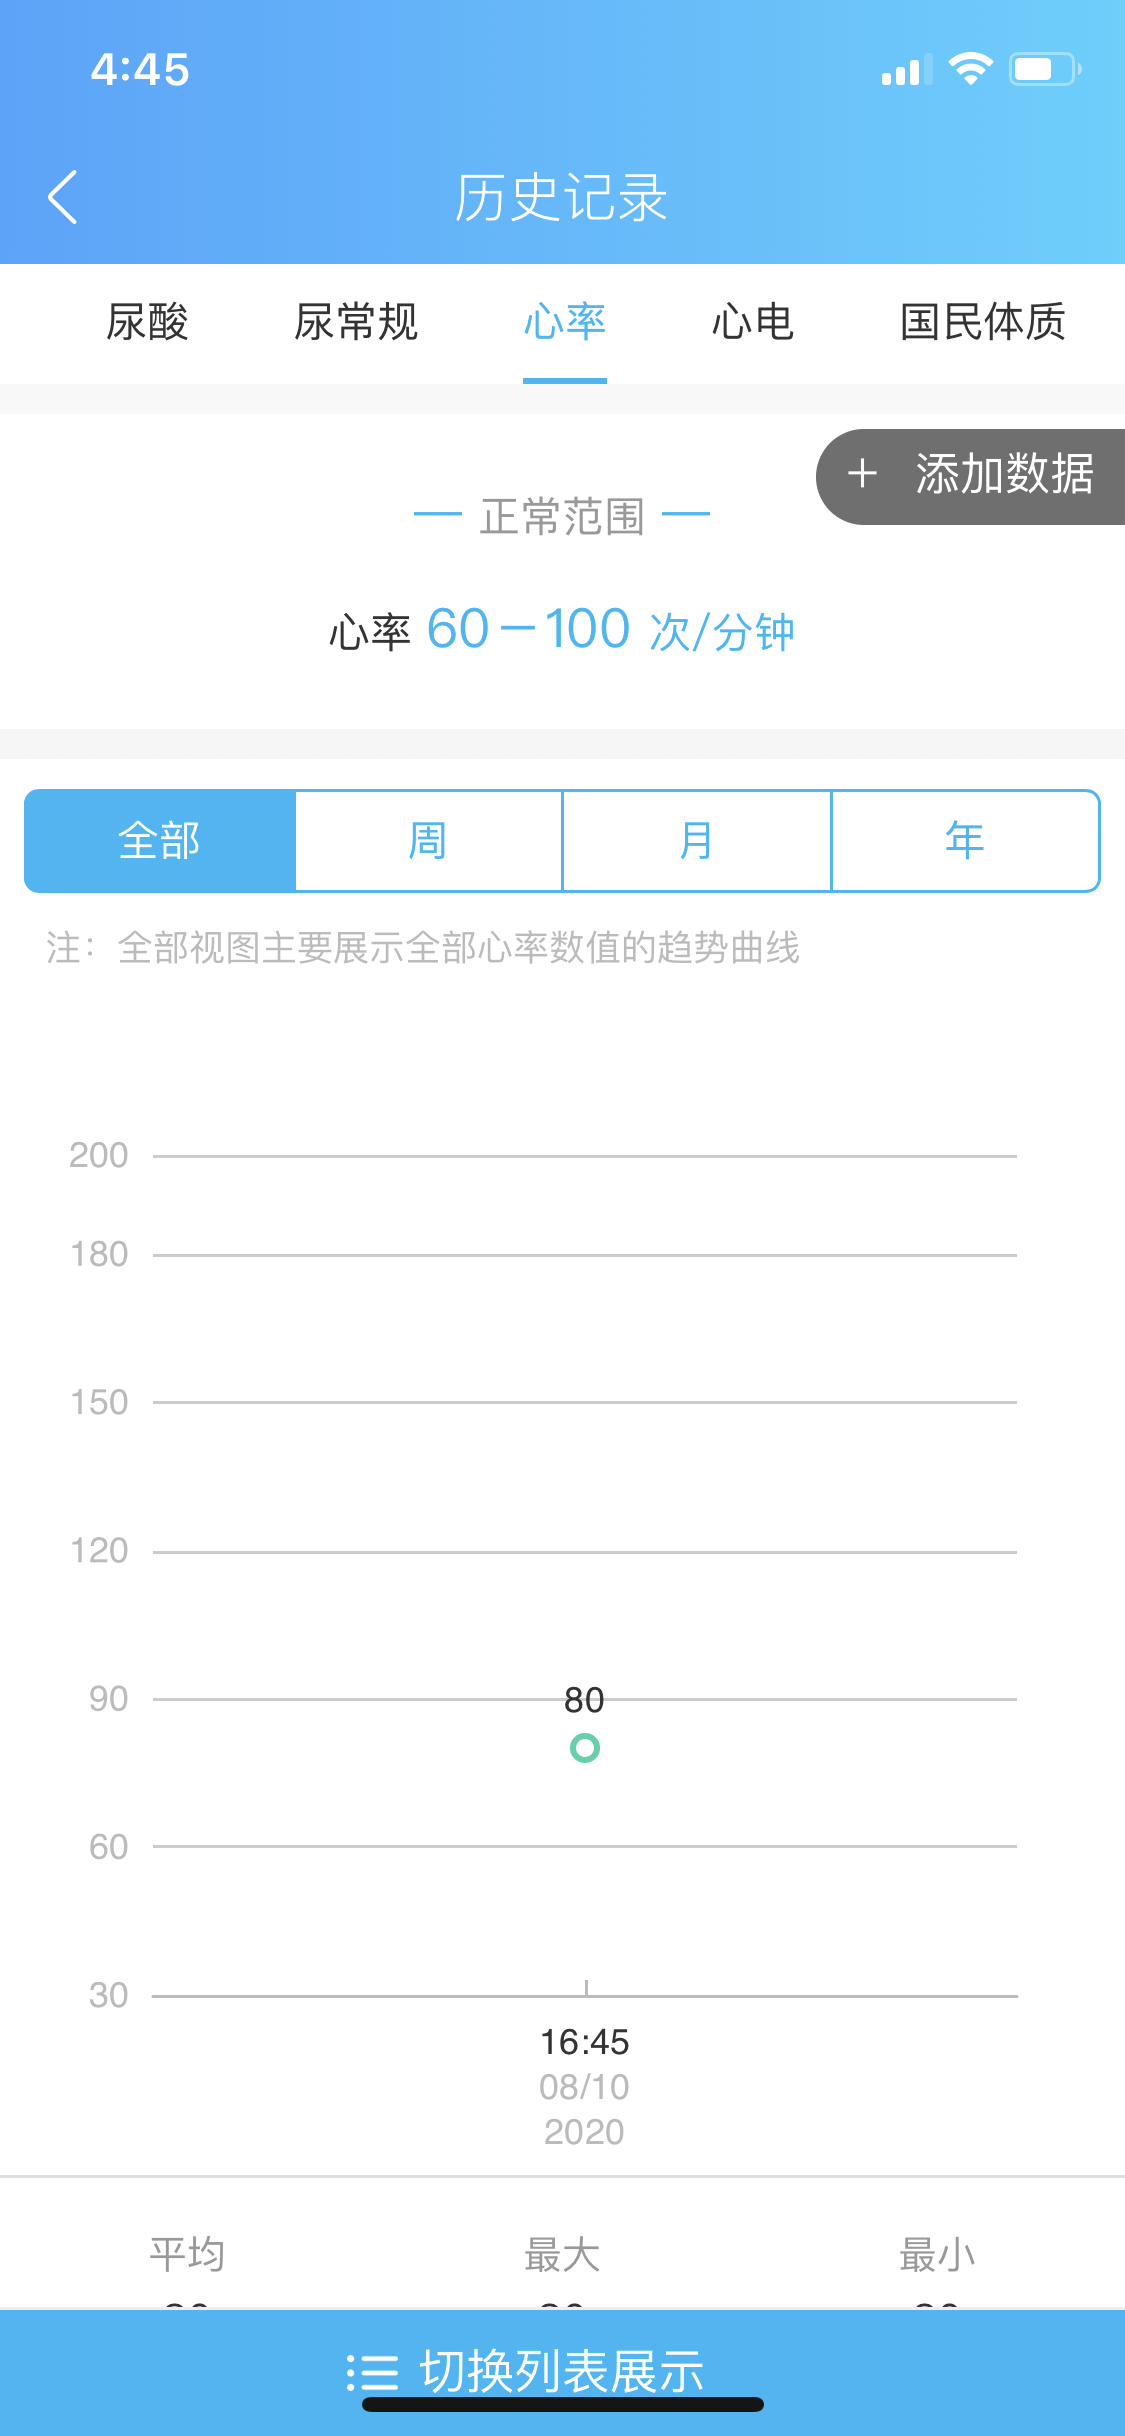 4:45
历史记录
尿酸 尿常规 心率 心电 国民体质
+ 添加数据
正常范围
心率 60－100 次/分钟
全部 周 月 年
注：全部视图主要展示全部心率数值的趋势曲线
200
180
150
120
90
80
60
30
16:45
08/10
2020
平均 最大 最小
切换列表展示